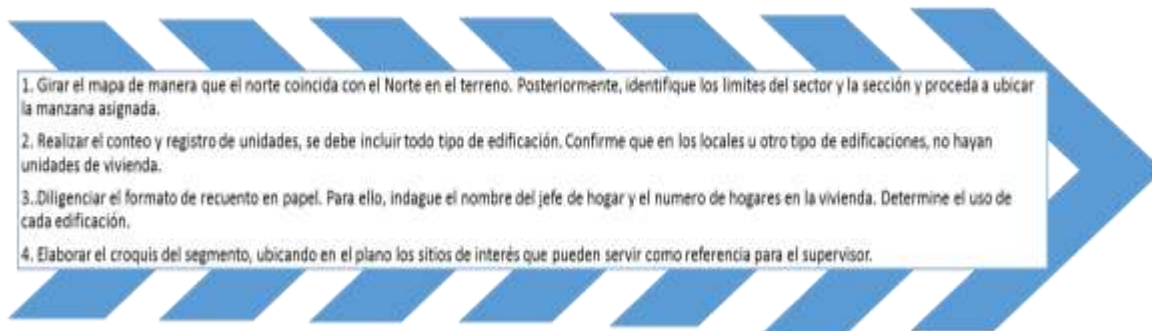 1. Girar el mapa de manera que el norte coincida con el Norte en el terreno. Posteriormente, identifique los limites del sector y la sección y proceda a ubicar
la manzana asignada.
2. Realizar el conteo y registro de unidades, se debe incluir todo tipo de edificación. Confirme que en los locales u otro tipo de edificaciones, no hayan
unidades de vivienda.
3..Diligenciar el formato de recuento en papel. Para ello, indague el nombre del jefe de hogar y el numero de hogares en la vivienda. Determine el uso de
cada edificación.
4. Elaborar el croquis del segmento, ubicando en el plano los sitios de interés que pueden servir como referencia para el supervisor.